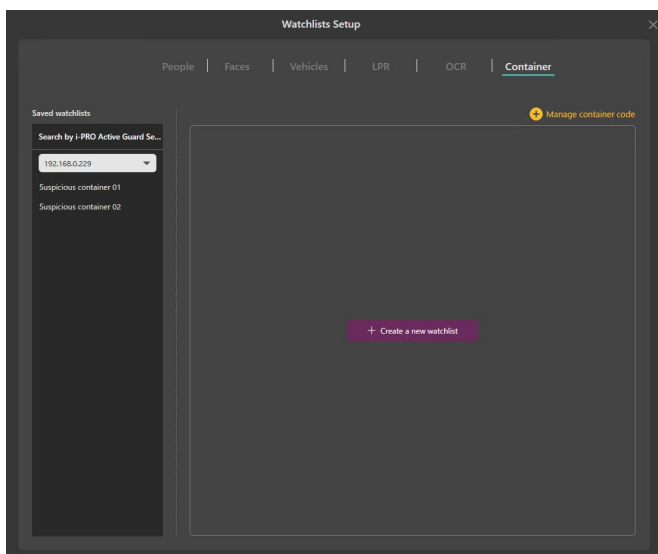 Watchlists Setup
People | Faces | Vehicles | LPR | OCR | Container
Saved watchlists
Manage container code
Search by i-PRO Active Guard Se...
192.168.0.229
Suspicious container 01
Suspicious container 02
+ Create a new watchlist